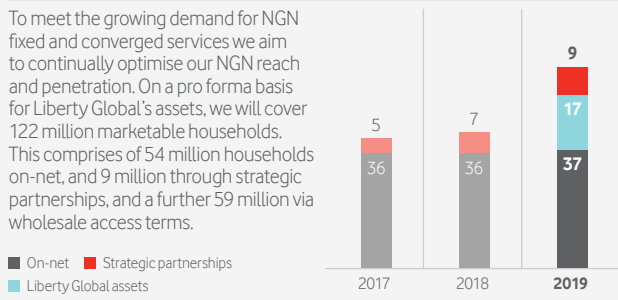 To meet the growing demand for NGN
fixed and converged services we aim
to continually optimise our NGN reach
and penetration. On a pro forma basis
for Liberty Global's assets, we will cover
122 million marketable households.
This comprises of 54 million households
on-net, and 9 million through strategic
partnerships, and a further 59 million via
wholesale access terms.
On-net Strategic partnerships
Liberty Global assets
5
36
2017
7
36
2018
9
17
37
2019